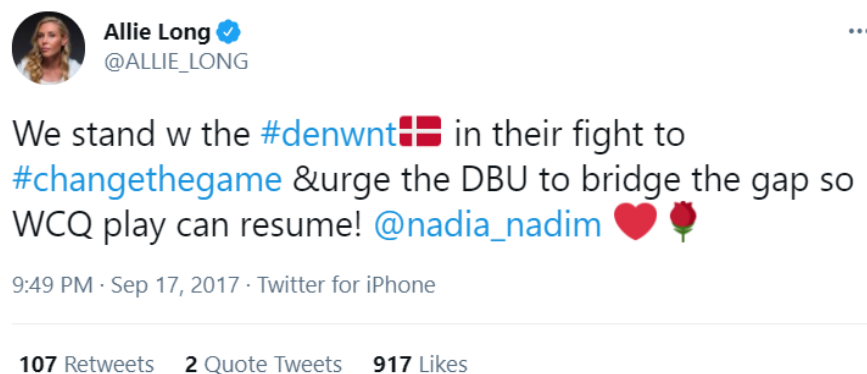 Allie Long
@ALLIE_LONG
We stand w the #denwnt🇩🇰 in their fight to
#changethegame &urge the DBU to bridge the gap so
WCQ play can resume! @nadia_nadim ❤️🌹
9:49 PM · Sep 17, 2017 · Twitter for iPhone
107 Retweets 2 Quote Tweets 917 Likes